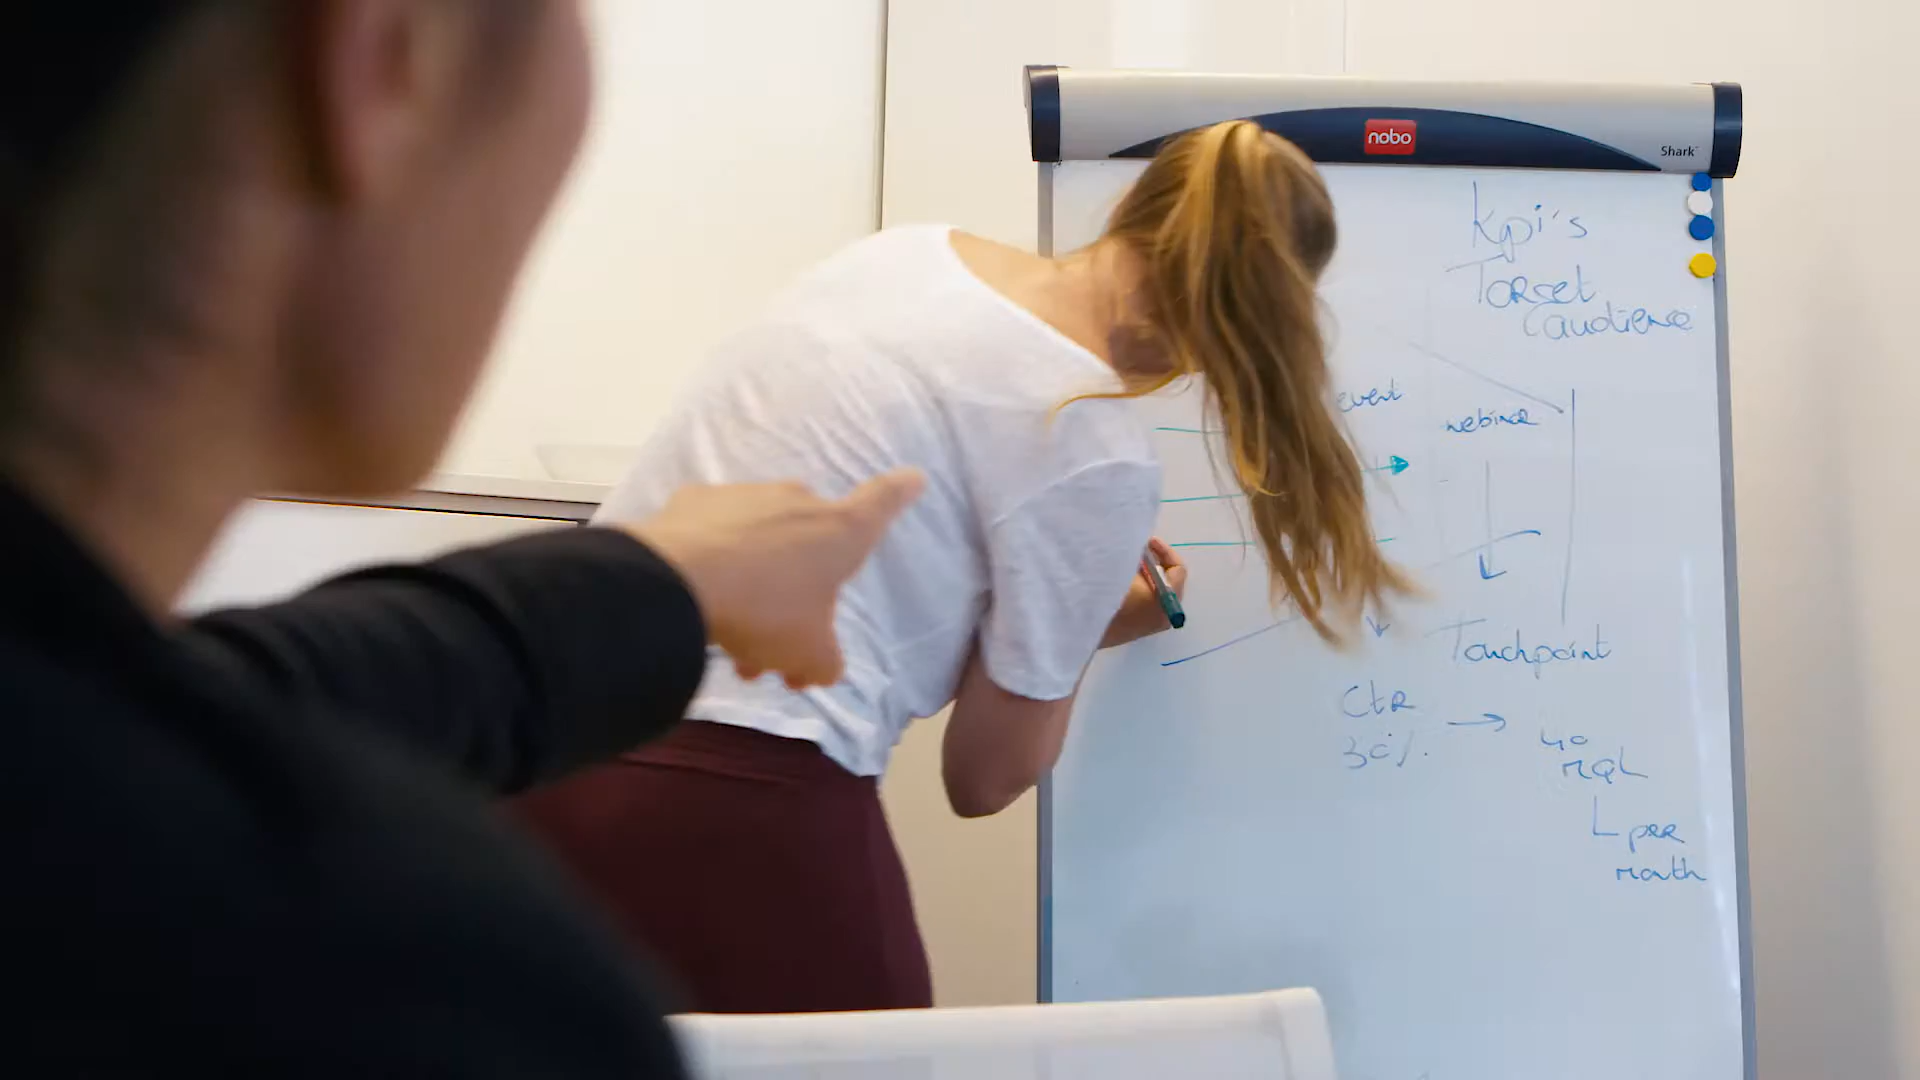 nobo
Shark
Kpi's
Target
audience
event
webinar
Touchpoint
CtR
30%
40
mql
per
month